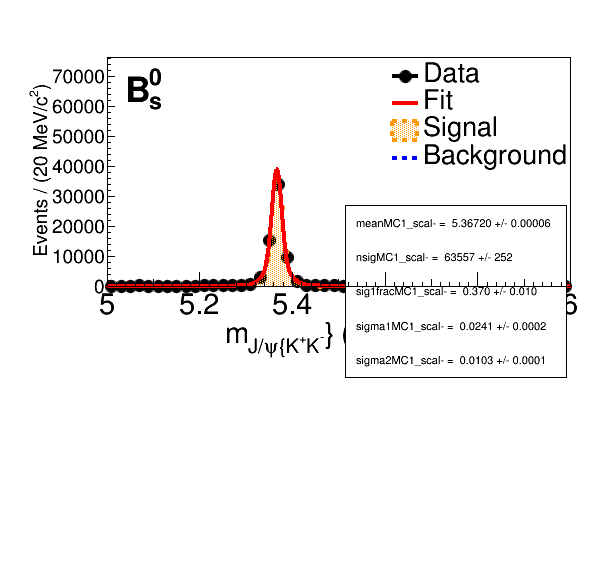 B⁰ₛ
Data
Fit
Signal
Background
Events / (20 MeV/c²)
70000
60000
50000
40000
30000
20000
10000
0
meanMC1_scal- = 5.36720 +/- 0.00006
nsigMC1_scal- = 63557 +/- 252
sig1fracMC1_scal- = 0.370 +/- 0.010
sigma1MC1_scal- = 0.0241 +/- 0.0002
sigma2MC1_scal- = 0.0103 +/- 0.0001
5 5.2 5.4 6
m J/ψ{K⁺K⁻} (